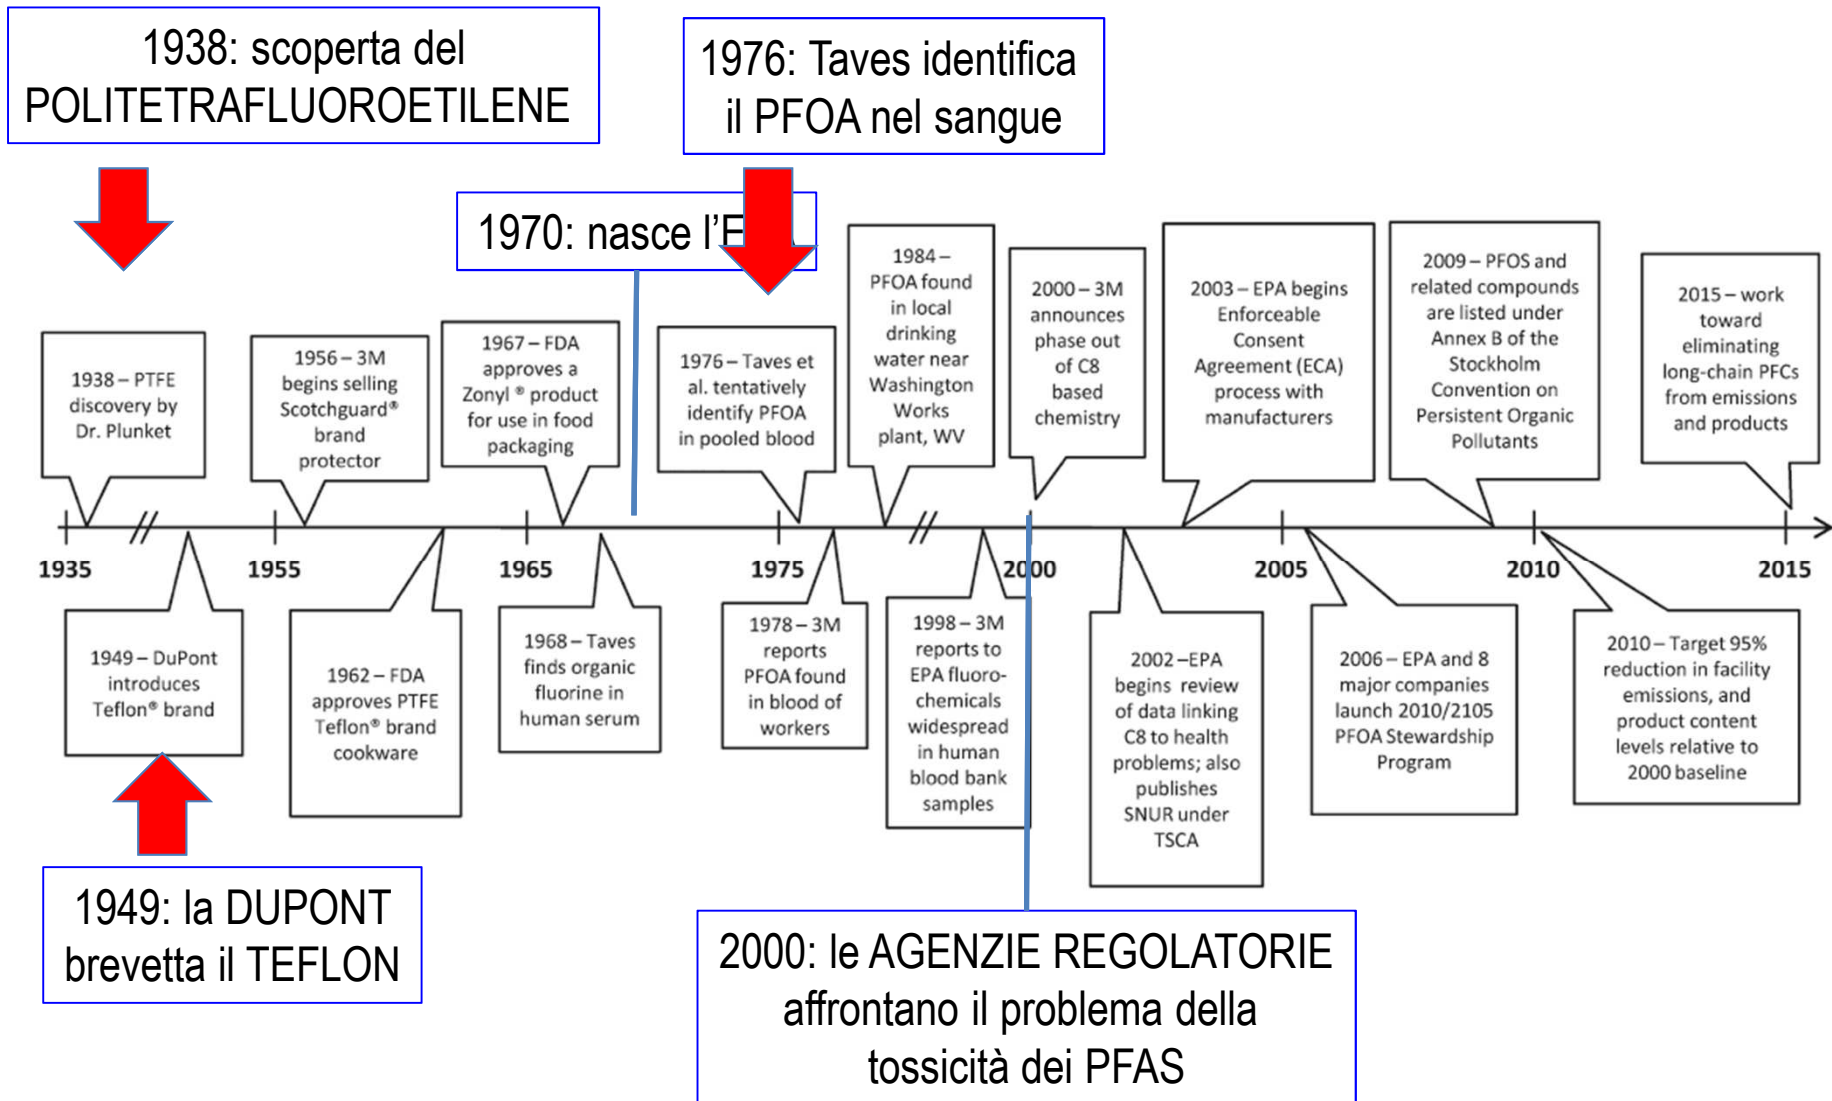 1938: scoperta del
POLITETRAFLUOROETILENE
1976: Taves identifica
il PFOA nel sangue
1970: nasce
1938 – PTFE
discovery by
Dr. Plunket
1956 – 3M
begins selling
Scotchguard®
brand
protector
1967 – FDA
approves a
Zonyl ® product
for use in food
packaging
1976 – Taves et
al. tentatively
identify PFOA
in pooled blood
1984 –
PFOA found
in local
drinking
water near
Washington
Works
plant, WV
2000 – 3M
announces
phase out
of C8
based
chemistry
2003 – EPA begins
Enforceable
Consent
Agreement (ECA)
process with
manufacturers
2009 – PFOS and
related compounds
are listed under
Annex B of the
Stockholm
Convention on
Persistent Organic
Pollutants
2015 – work
toward
eliminating
long-chain PFCs
from emissions
and products
1935 1955 1965 1975 2000 2005 2010 2015
1949 – DuPont
introduces
Teflon® brand
1962 – FDA
approves PTFE
Teflon® brand
cookware
1968 – Taves
finds organic
fluorine in
human serum
1978 – 3M
reports
PFOA found
in blood of
workers
1998 – 3M
reports to
EPA fluoro-
chemicals
widespread
in human
blood bank
samples
2002 –EPA
begins review
of data linking
C8 to health
problems; also
publishes
SNUR under
TSCA
2006 – EPA and 8
major companies
launch 2010/2105
PFOA Stewardship
Program
2010 – Target 95%
reduction in facility
emissions, and
product content
levels relative to
2000 baseline
1949: la DUPONT
brevetta il TEFLON
2000: le AGENZIE REGOLATORIE
affrontano il problema della
tossicità dei PFAS